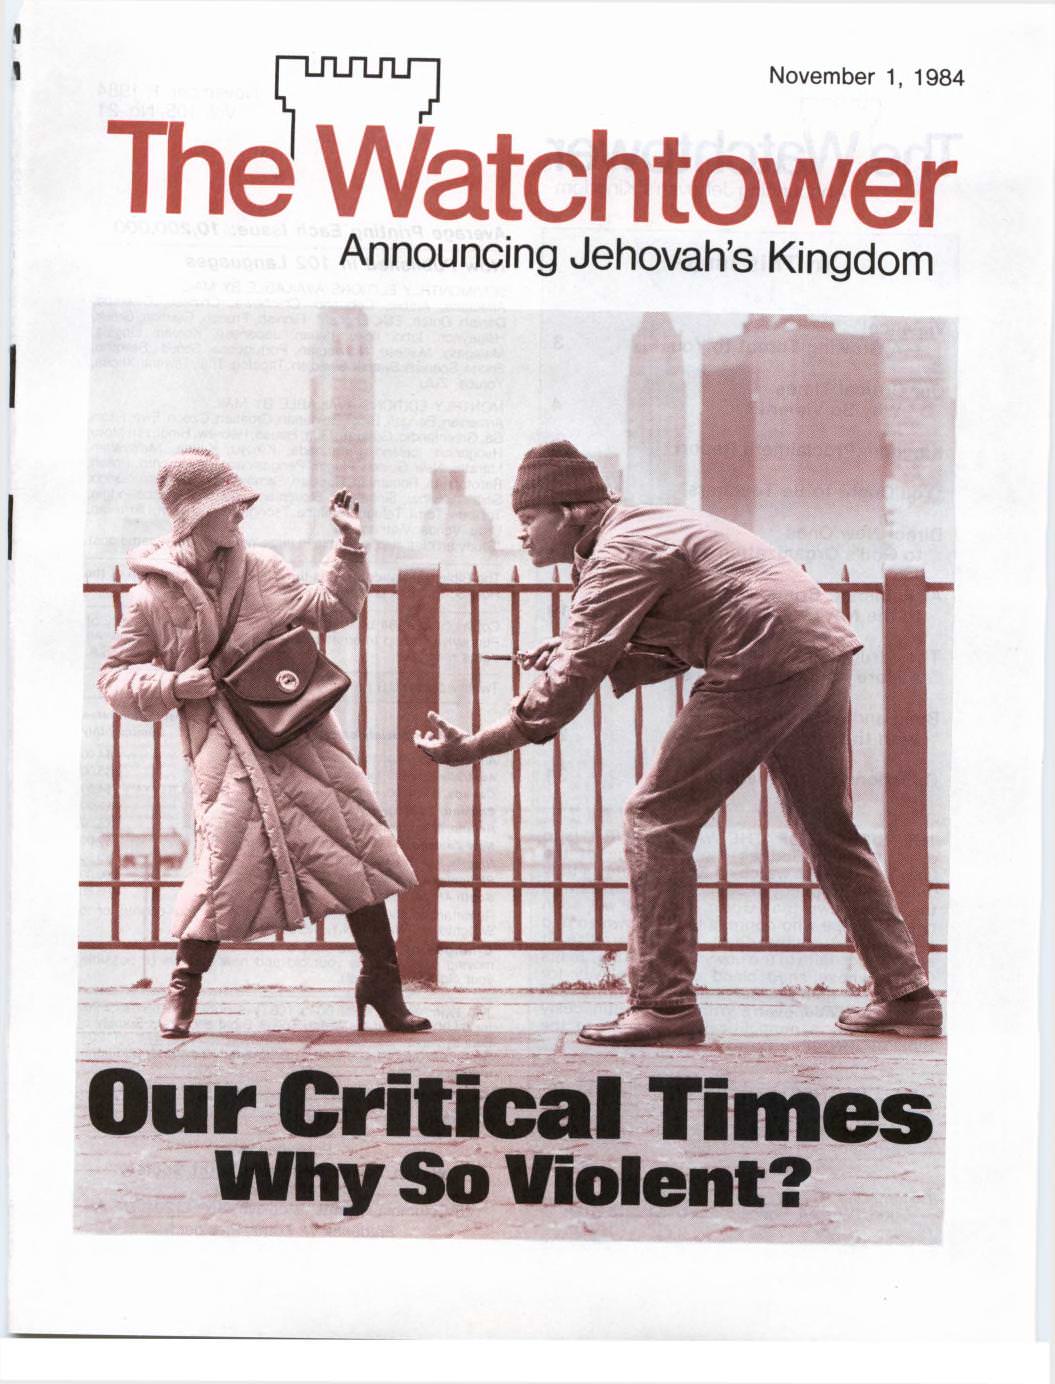 November 1, 1984
The Watchtower
Announcing Jehovah's Kingdom
Our Critical Times
Why So Violent?